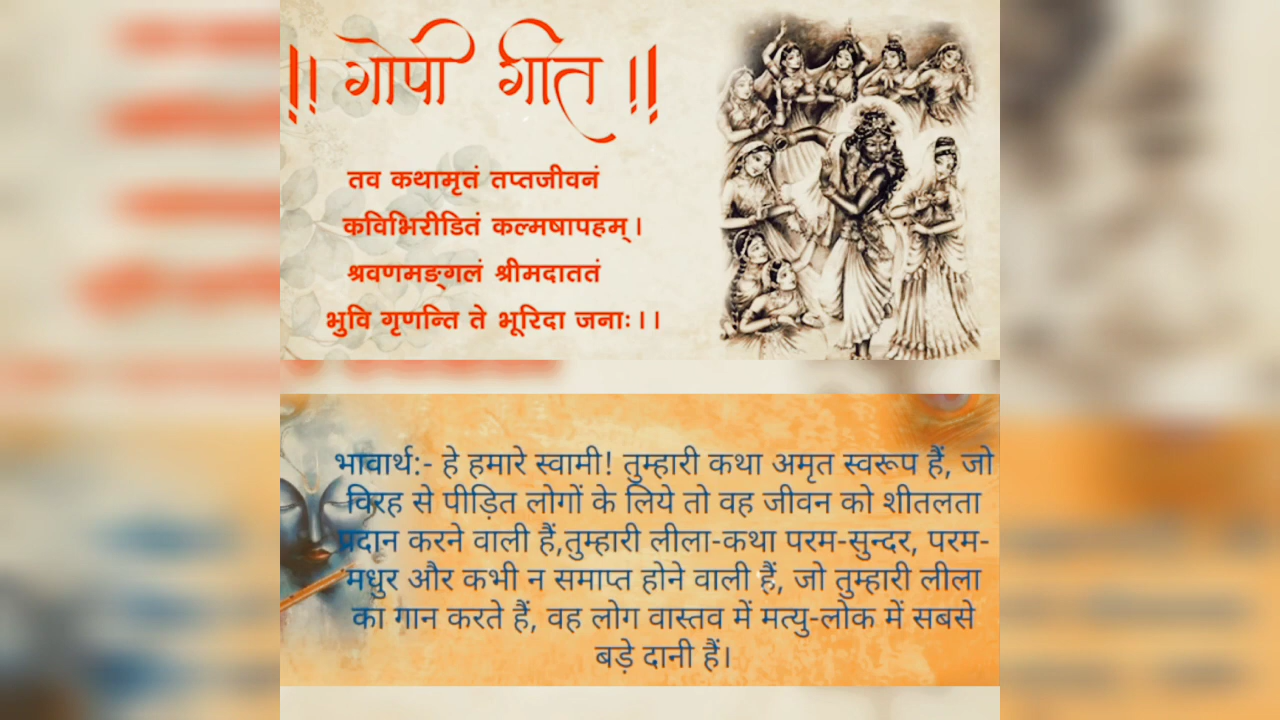 ॥ गोपी गीत ॥
तव कथामृतं तप्तजीवनं
कविभिरीडितं कल्मषापहम्।
श्रवणमङ्गलं श्रीमदाततं
भुवि गृणन्ति ते भूरिदा जनाः।।
भावार्थ:- हे हमारे स्वामी! तुम्हारी कथा अमृत स्वरूप हैं, जो
विरह से पीड़ित लोगों के लिये तो वह जीवन को शीतलता
प्रदान करने वाली हैं,तुम्हारी लीला-कथा परम-सुन्दर, परम-
मधुर और कभी न समाप्त होने वाली हैं, जो तुम्हारी लीला
का गान करते हैं, वह लोग वास्तव में मत्यु-लोक में सबसे
बड़े दानी हैं।